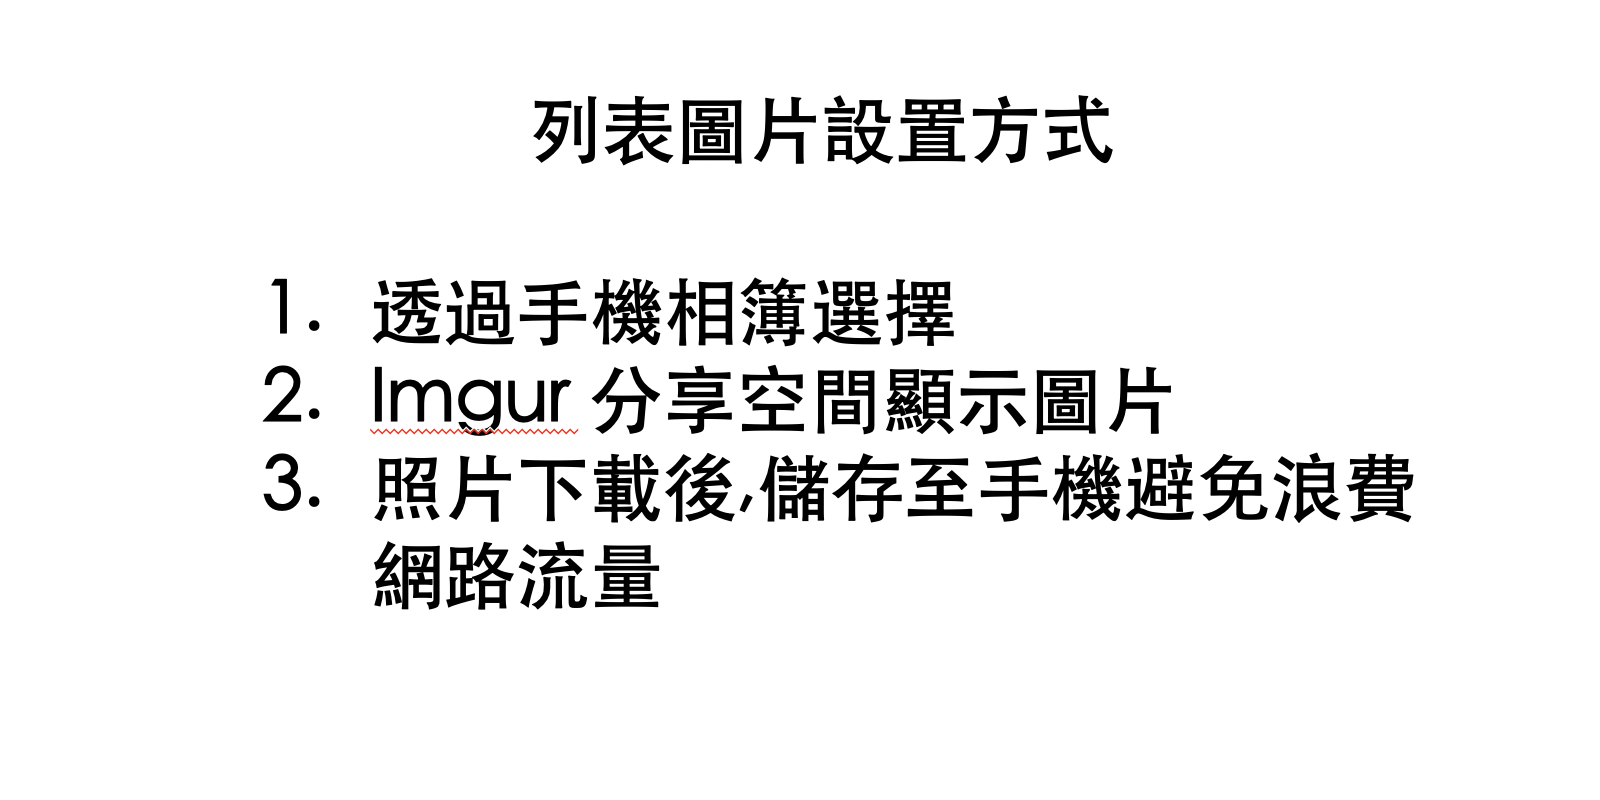 列表圖片設置方式
1. 透過手機相簿選擇
2. Imgur 分享空間顯示圖片
3. 照片下載後,儲存至手機避免浪費
網路流量